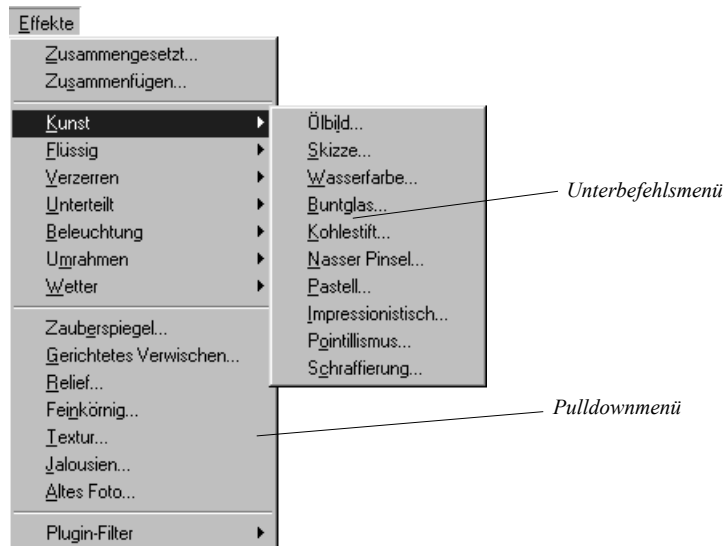 Effekte
Zusammengesetzt...
Zusammenfügen...
Kunst
Flüssig
Verzerren
Unterteilt
Beleuchtung
Umrahmen
Wetter
Zauberspiegel...
Gerichtetes Verwischen...
Relief...
Feinkörnig...
Textur...
Jalousien...
Altes Foto...
Plugin-Filter
Ölbild...
Skizze...
Wasserfarbe...
Buntglas...
Kohlestift...
Nasser Pinsel...
Pastell...
Impressionistisch...
Pointillismus...
Schraffierung...
Unterbefehlsmenü
Pulldownmenü